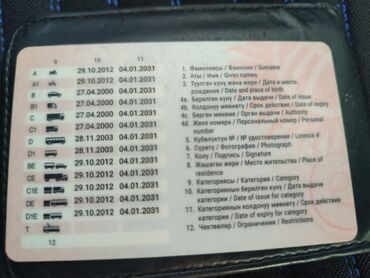 9 10 11
A 29.10.2012 04.01.2031
A1 29.10.2012 04.01.2031
B 27.04.2000 04.01.2031
B1 27.04.2000 04.01.2031
C 27.04.2000 04.01.2031
C1 27.04.2000 04.01.2031
D 28.11.2003 04.01.2031
D1 28.11.2003 04.01.2031
BE 29.10.2012 04.01.2031
CE 29.10.2012 04.01.2031
C1E 29.10.2012 04.01.2031
DE 29.10.2012 04.01.2031
D1E 29.10.2012 04.01.2031
T
12
1. Фамилиясы / Фамилия / Surname
2. Аты / Имя / Given names
3. Туулган күнү жана жери / Дата и место
рождения / Date and place of birth
4a. Берилген күнү / Дата выдачи / Date of issue
4b. Колдонуу мөөнөтү / Срок действия / Date of expiry
4c. Берген мекеме / Орган выдачи / Authority
4d. Жеке номери / Персональный номер / Personal
number
5. Күбөлүктүн № / № удостоверения / Licence #
6. Сүрөтү / Фотография / Photograph
7. Колу / Подпись / Signature
8. Жашаган жери / Место жительства / Place of
residence
9. Категориясы / Категория / Category
10. Категориянын берилген күнү / Дата выдачи
категории / Date of issue for category
11. Категориянын колдонуу мөөнөтү / Срок действия
категории / Date of expiry for category
12. Чектөөлөр / Ограничения / Restrictions